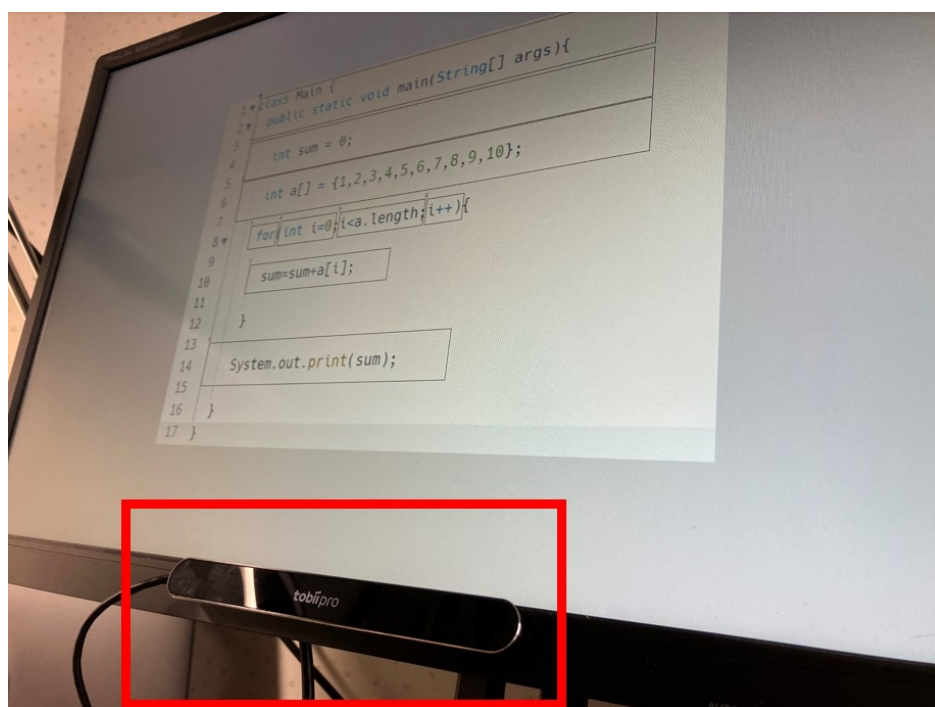 1 class Main {
2 public static void main(String[] args){
3
4 int sum = 0;
5
6 int a[] = {1,2,3,4,5,6,7,8,9,10};
7
8 for(int i=0;i<a.length;i++){
9
10 sum=sum+a[i];
11
12 }
13
14 System.out.print(sum);
15
16 }
17 }
tobiipro